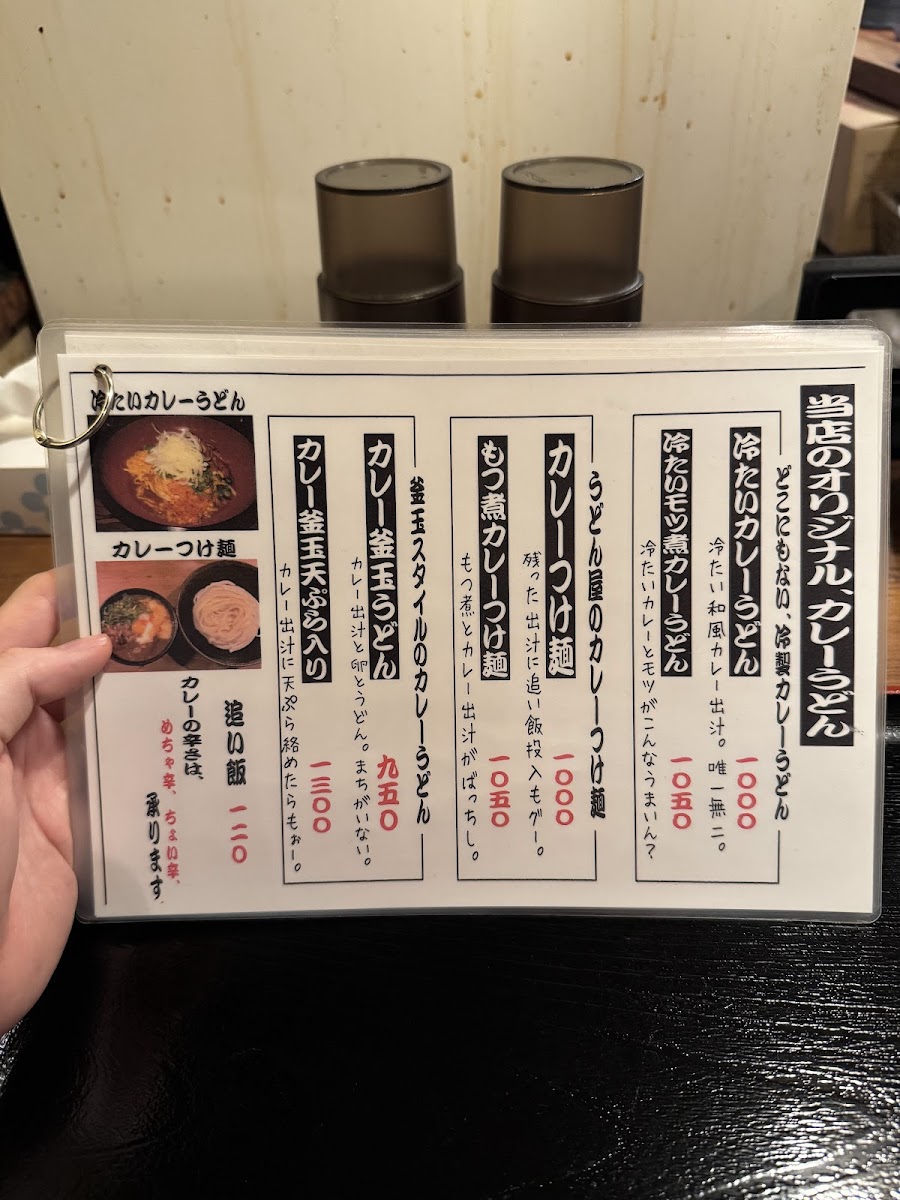 当店のオリジナル、カレーうどん
どこにもない、冷製カレーうどん
冷たいカレーうどん 一〇〇〇
冷たい和風カレー出汁。唯一無二。
冷たいモツ煮カレーうどん 一〇五〇
冷たいカレーとモツがこんなうまいん？
うどん屋のカレーつけ麺
カレーつけ麺 一〇〇〇
残った出汁に追い飯投入もグー。
もつ煮カレーつけ麺 一〇五〇
もつ煮とカレー出汁がばっちし。
釜玉スタイルのカレーうどん
カレー釜玉うどん 九五〇
カレー出汁と卵とうどん。まちがいない。
カレー釜玉天ぷら入り 一三〇〇
カレー出汁に天ぷら絡めたらもぉー。
冷たいカレーうどん
カレーつけ麺
追い飯 一二〇
カレーの辛さは、
めちゃ辛、ちょい辛、
承ります